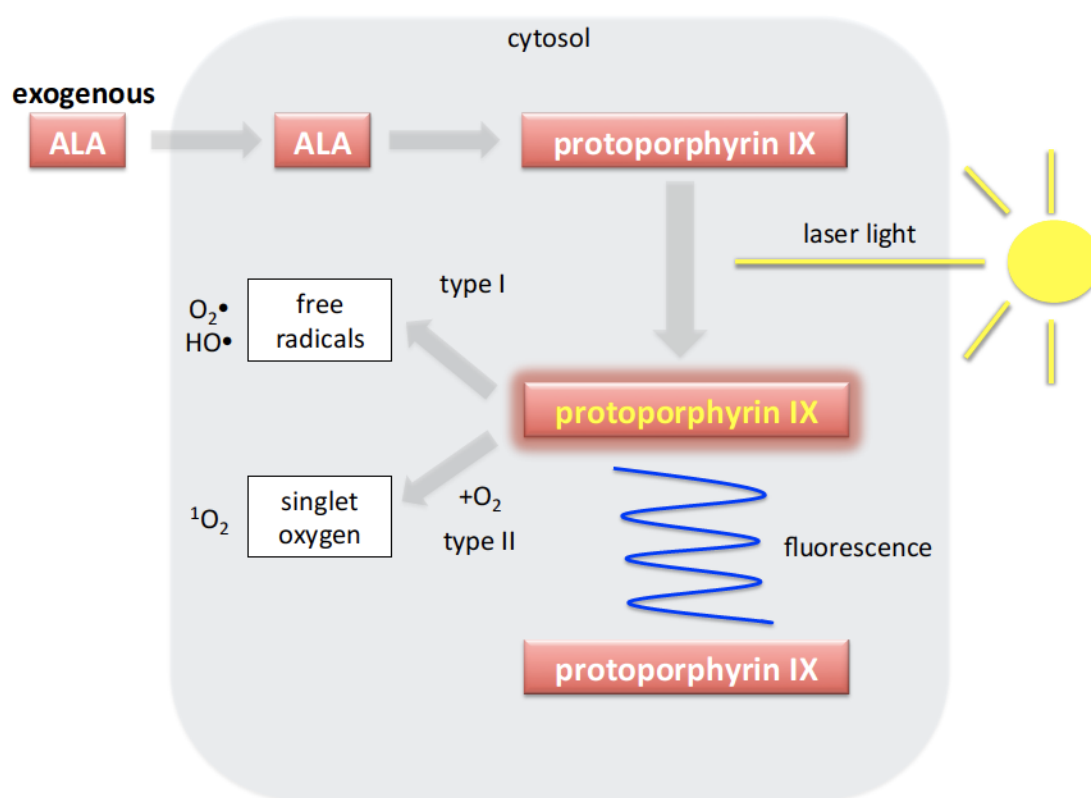 cytosol
exogenous
ALA
ALA
protoporphyrin IX
laser light
type I
O₂•
HO•
free
radicals
protoporphyrin IX
¹O₂
singlet
oxygen
+O₂
type II
fluorescence
protoporphyrin IX